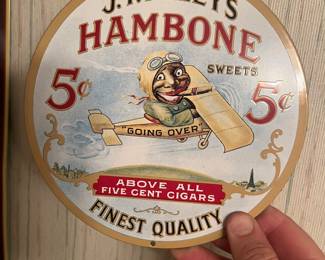 HAMBONE
SWEETS
5¢ 5¢
"GOING OVER"
ABOVE ALL
FIVE CENT CIGARS
FINEST QUALITY